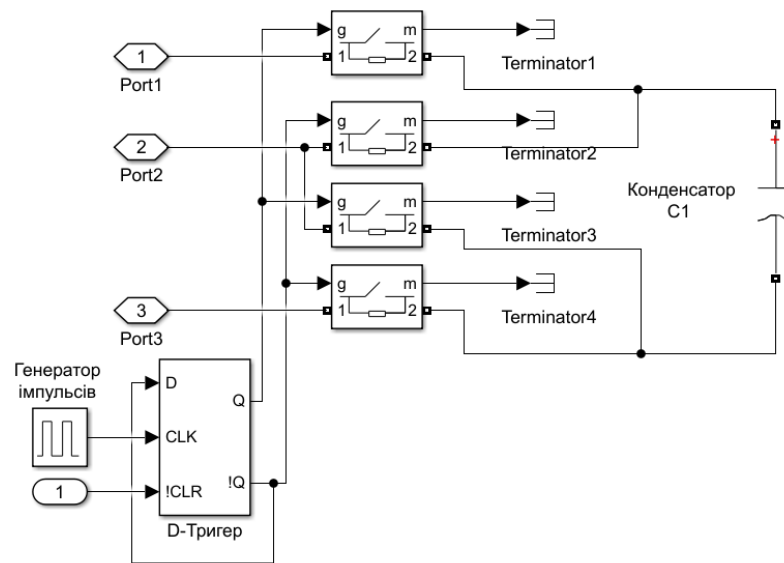 g m
1 2
Terminator1
1
Port1
g m
1 2
Terminator2
2
Port2
g m
1 2
Terminator3
Конденсатор
C1
+
g m
1 2
Terminator4
3
Port3
Генератор
імпульсів
D
Q
CLK
1
!CLR
!Q
D-Тригер